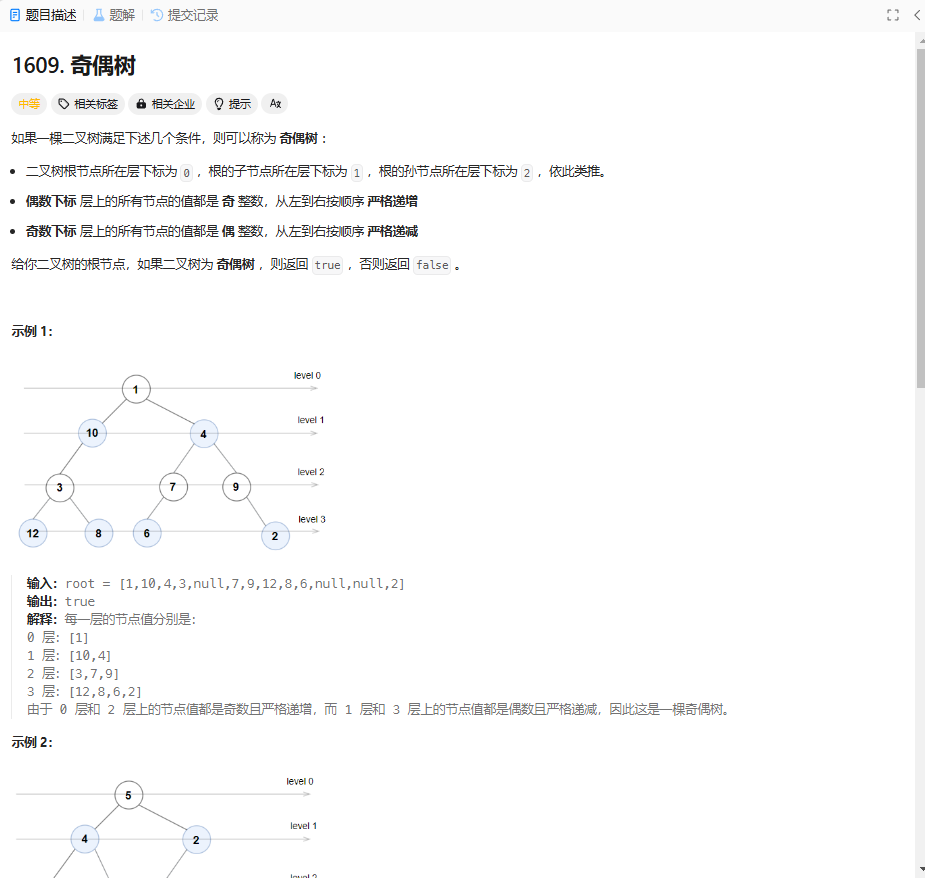 题目描述 题解 提交记录
1609. 奇偶树
中等 相关标签 相关企业 提示 Aあ
如果一棵二叉树满足下述几个条件，则可以称为 奇偶树 ：
二叉树根节点所在层下标为 0 ，根的子节点所在层下标为 1 ，根的孙节点所在层下标为 2 ，依此类推。
偶数下标 层上的所有节点的值都是 奇 整数，从左到右按顺序 严格递增
奇数下标 层上的所有节点的值都是 偶 整数，从左到右按顺序 严格递减
给你二叉树的根节点，如果二叉树为 奇偶树 ，则返回 true ，否则返回 false 。
示例 1：
level 0
1
level 1
10 4
level 2
3 7 9
level 3
12 8 6 2
输入：root = [1,10,4,3,null,7,9,12,8,6,null,null,2]
输出：true
解释：每一层的节点值分别是：
0 层：[1]
1 层：[10,4]
2 层：[3,7,9]
3 层：[12,8,6,2]
由于 0 层和 2 层上的节点值都是奇数且严格递增，而 1 层和 3 层上的节点值都是偶数且严格递减，因此这是一棵奇偶树。
示例 2：
level 0
5
level 1
4 2
level 2